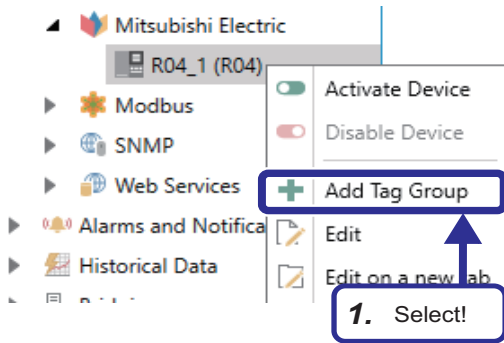 Mitsubishi Electric
R04_1 (R04)
Activate Device
Modbus
Disable Device
SNMP
Web Services
Add Tag Group
Alarms and Notifica
Edit
Historical Data
Edit on a new tab
1. Select!